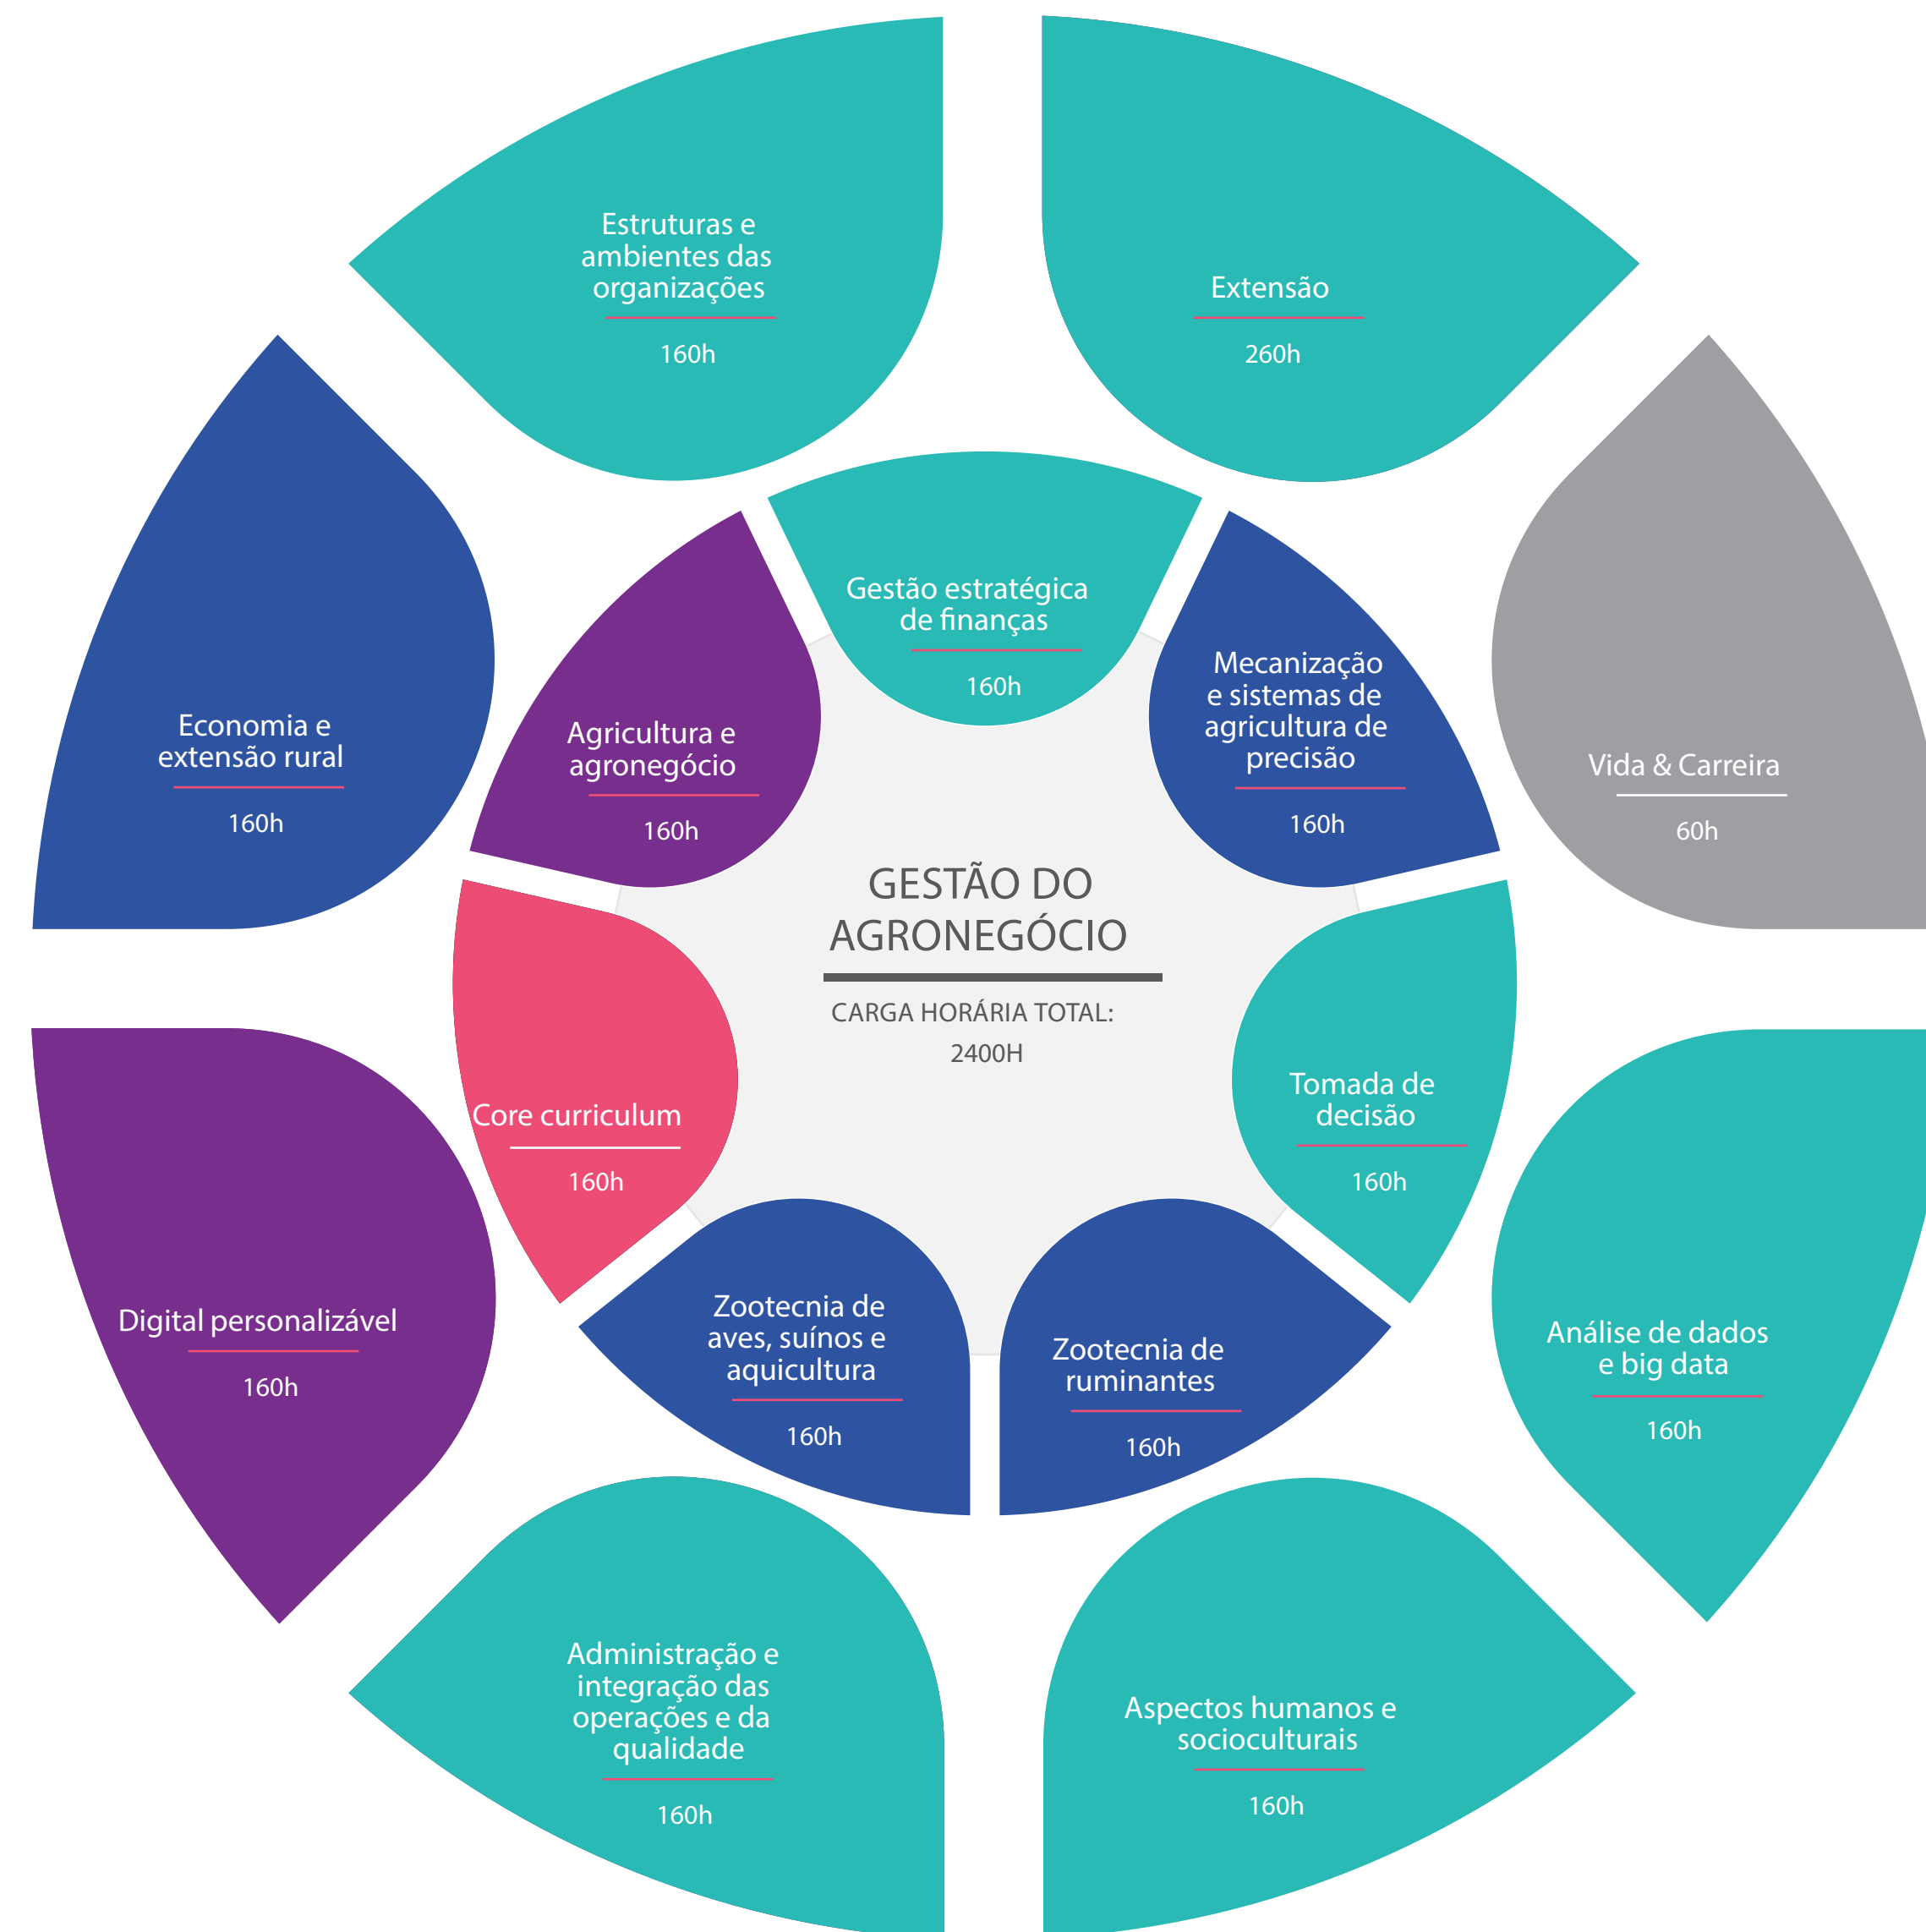 Estruturas e
ambientes das
organizações
160h
Extensão
260h
Economia e
extensão rural
160h
Agricultura e
agronegócio
160h
Gestão estratégica
de finanças
160h
Mecanização
e sistemas de
agricultura de
precisão
160h
Vida & Carreira
60h
GESTÃO DO
AGRONEGÓCIO
CARGA HORÁRIA TOTAL:
2400H
Core curriculum
160h
Tomada de
decisão
160h
Digital personalizável
160h
Zootecnia de
aves, suínos e
aquicultura
160h
Zootecnia de
ruminantes
160h
Análise de dados
e big data
160h
Administração e
integração das
operações e da
qualidade
160h
Aspectos humanos e
socioculturais
160h